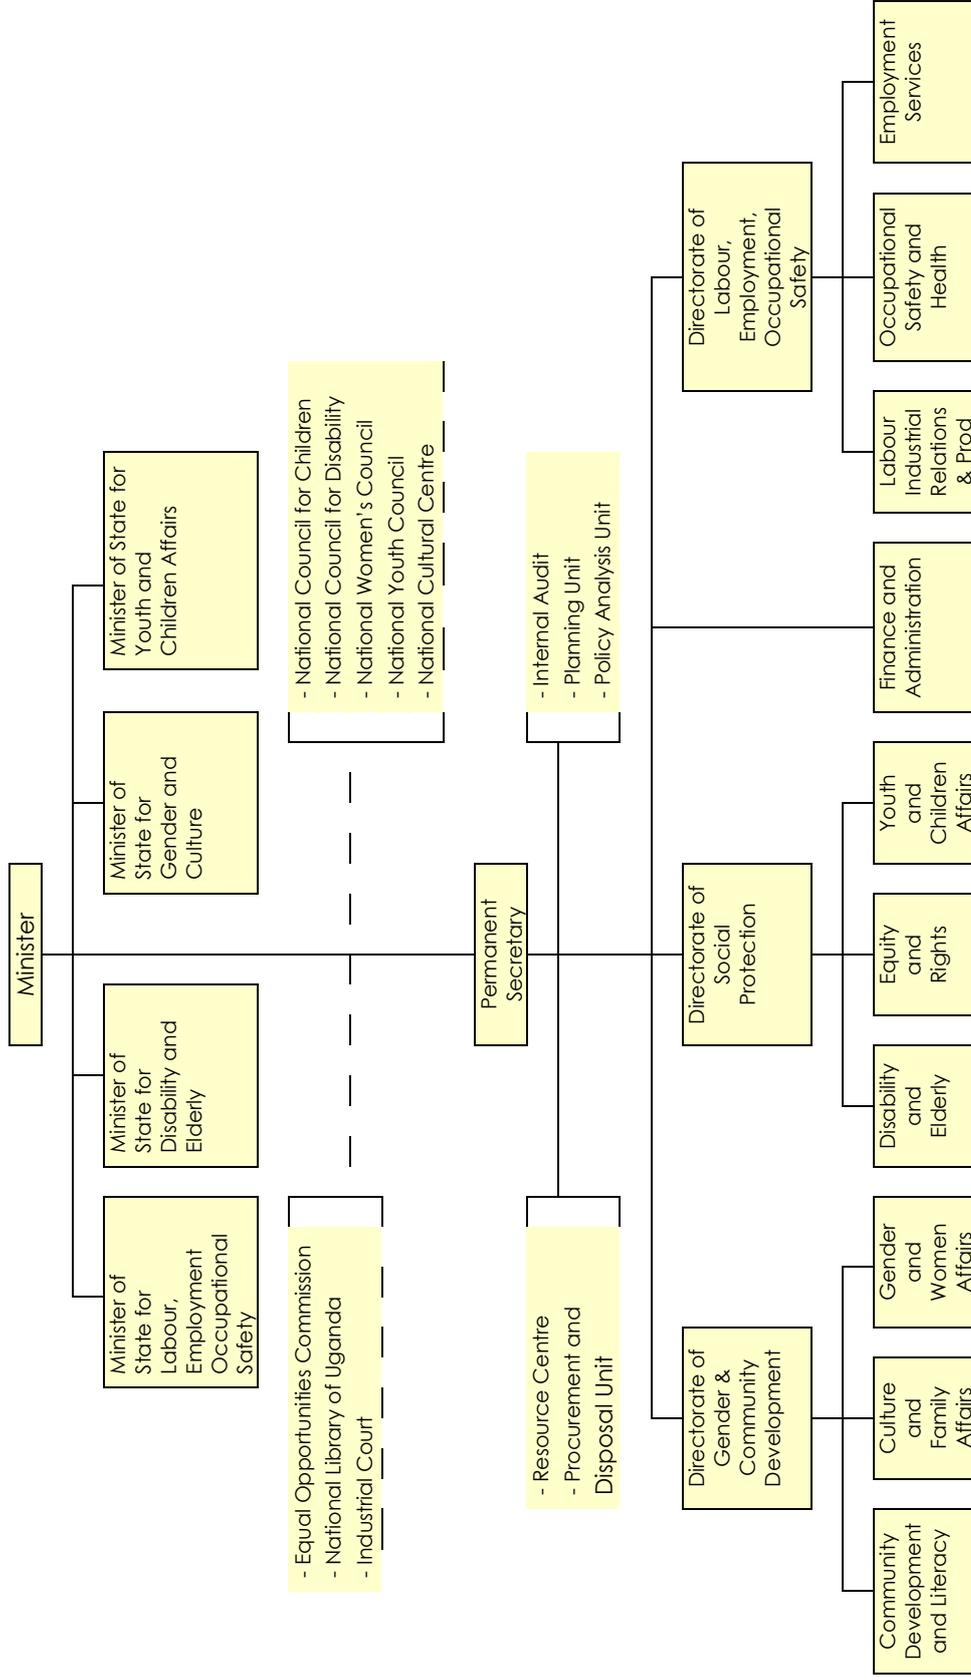 Minister
Minister of
State for
Labour,
Employment
Occupational
Safety
Minister of
State for
Disability and
Elderly
Minister of
State for
Gender and
Culture
Minister of State for
Youth and
Children Affairs
- Equal Opportunities Commission
- National Library of Uganda
- Industrial Court
- National Council for Children
- National Council for Disability
- National Women's Council
- National Youth Council
- National Cultural Centre
Permanent
Secretary
- Resource Centre
- Procurement and
Disposal Unit
- Internal Audit
- Planning Unit
- Policy Analysis Unit
Directorate of
Gender &
Community
Development
Directorate of
Social
Protection
Directorate of
Labour,
Employment,
Occupational
Safety
Community
Development
and Literacy
Culture
and
Family
Affairs
Gender
and
Women
Affairs
Disability
and
Elderly
Equity
and
Rights
Youth
and
Children
Affairs
Finance and
Administration
Labour
Industrial
Relations
& Prod
Occupational
Safety and
Health
Employment
Services